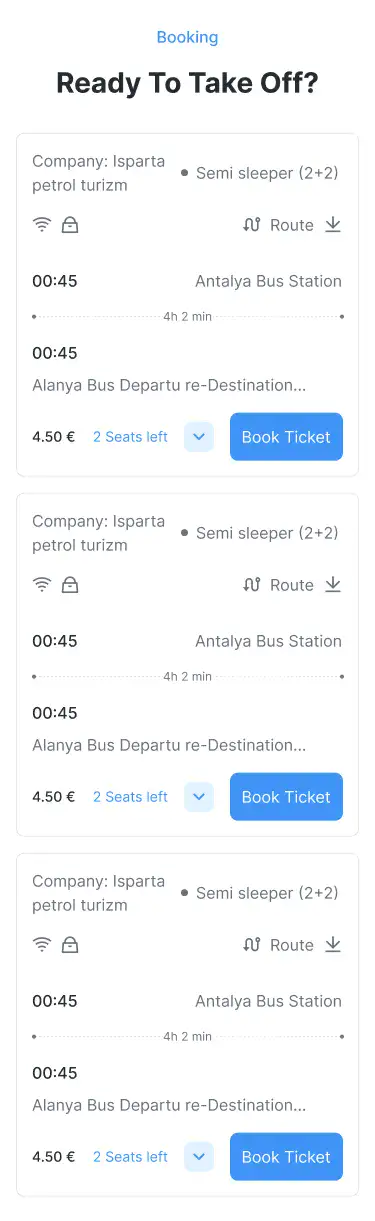 Booking
Ready To Take Off?
Company: Isparta
petrol turizm
Semi sleeper (2+2)
Route
00:45
Antalya Bus Station
4h 2 min
00:45
Alanya Bus Departu re-Destination...
4.50 €
2 Seats left
Book Ticket
Company: Isparta
petrol turizm
Semi sleeper (2+2)
Route
00:45
Antalya Bus Station
4h 2 min
00:45
Alanya Bus Departu re-Destination...
4.50 €
2 Seats left
Book Ticket
Company: Isparta
petrol turizm
Semi sleeper (2+2)
Route
00:45
Antalya Bus Station
4h 2 min
00:45
Alanya Bus Departu re-Destination...
4.50 €
2 Seats left
Book Ticket